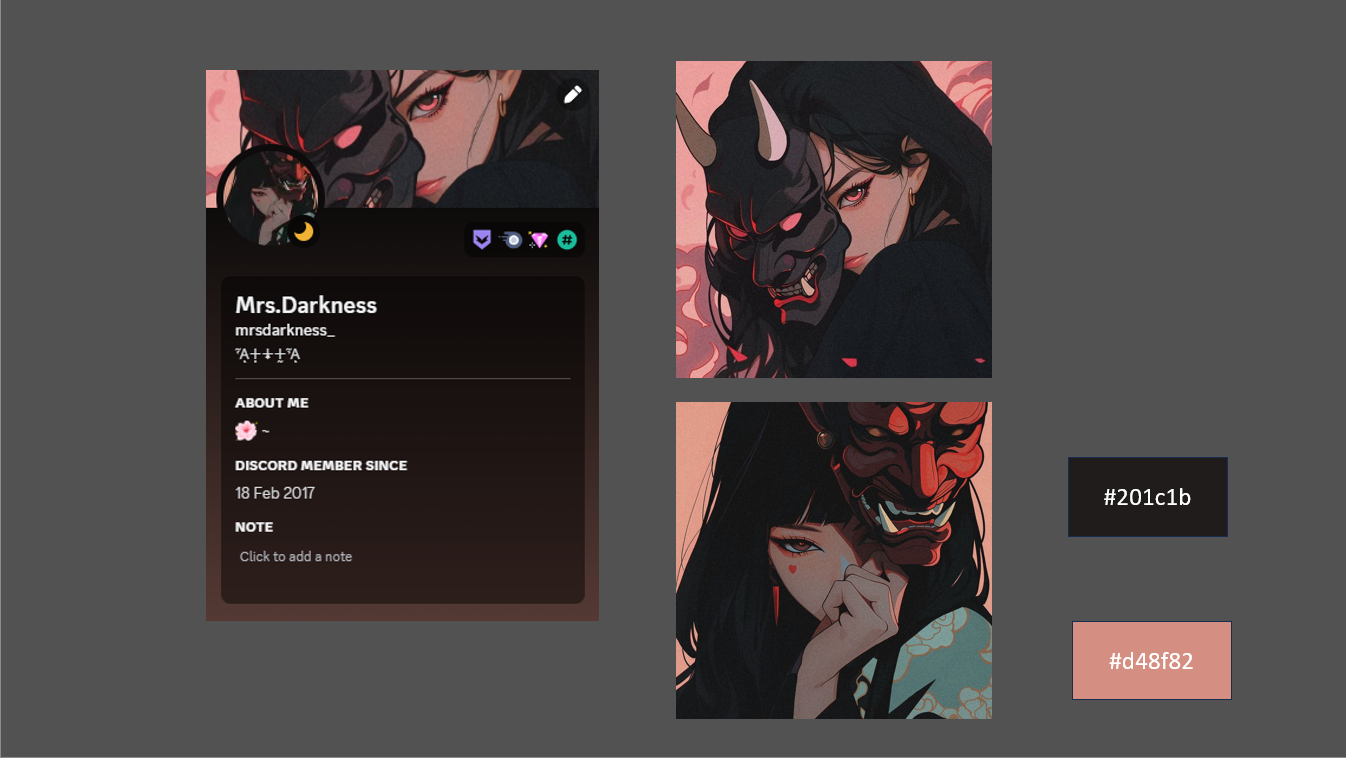 Mrs.Darkness
mrsdarkness_
ABOUT ME
~
DISCORD MEMBER SINCE
18 Feb 2017
NOTE
Click to add a note
#201c1b
#d48f82